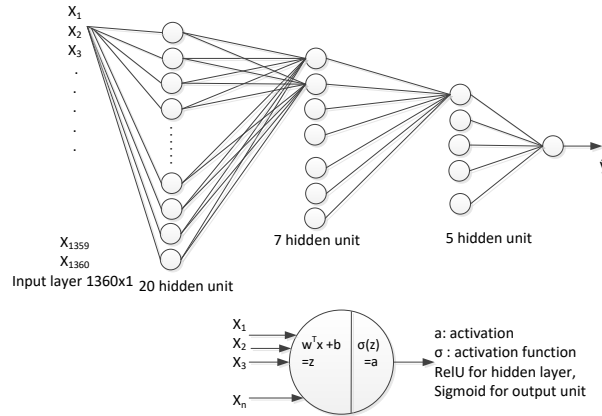 X1
X2
X3
X1359
X1360
Input layer 1360x1
20 hidden unit
7 hidden unit
5 hidden unit
X1
X2
X3
Xn
wTx +b
=z
σ(z)
=a
a: activation
σ : activation function
RelU for hidden layer,
Sigmoid for output unit